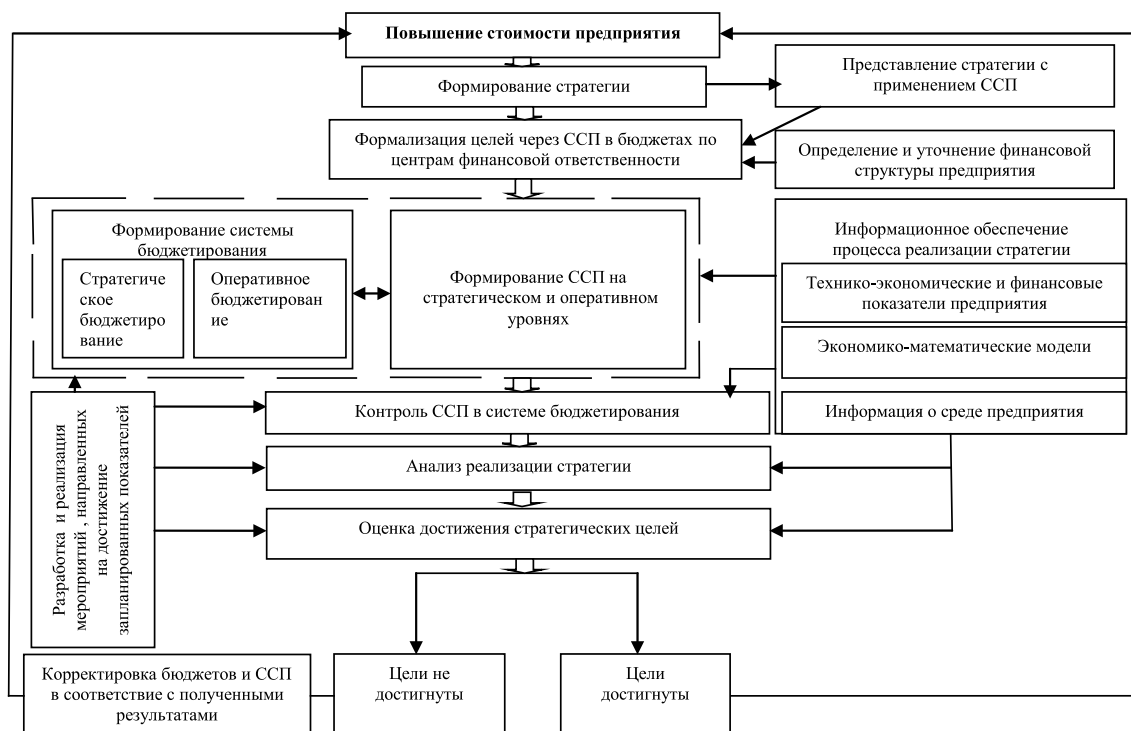 Повышение стоимости предприятия
Формирование стратегии
Представление стратегии с
применением ССП
Формализация целей через ССП в бюджетах по
центрам финансовой ответственности
Определение и уточнение финансовой
структуры предприятия
Формирование системы
бюджетирования
Стратегиче
ское
бюджетиро
вание
Оперативное
бюджетирован
ие
Формирование ССП на
стратегическом и оперативном
уровнях
Информационное обеспечение
процесса реализации стратегии
Технико-экономические и финансовые
показатели предприятия
Экономико-математические модели
Информация о среде предприятия
Контроль ССП в системе бюджетирования
Анализ реализации стратегии
Оценка достижения стратегических целей
Разработка и реализация
мероприятий , направленных
на достижение
запланированных показателей
Корректировка бюджетов и ССП
в соответствие с полученными
результатами
Цели не
достигнуты
Цели
достигнуты